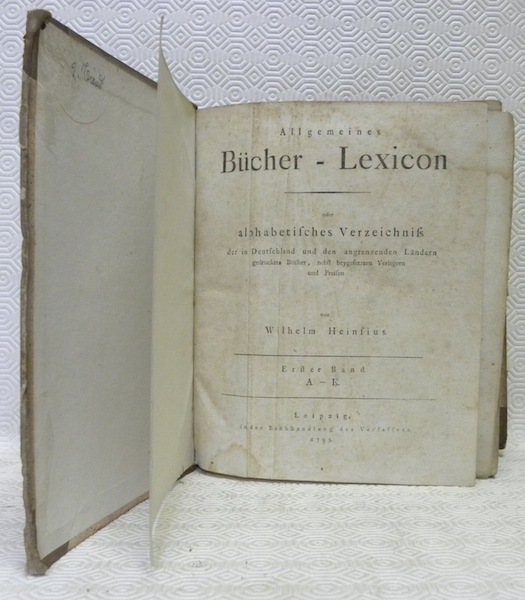 Allgemeines
Bücher - Lexicon
oder
alphabetiſches Verzeichniß
der in Deutſchland und den angrenzenden Ländern
gedruckten Bücher, nebſt beygeſetzten Verlegern
und Preiſen
von
Wilhelm Heinſius.
Erſter Band
A — E.
Leipzig,
in der Buchhandlung des Verfaſſers.